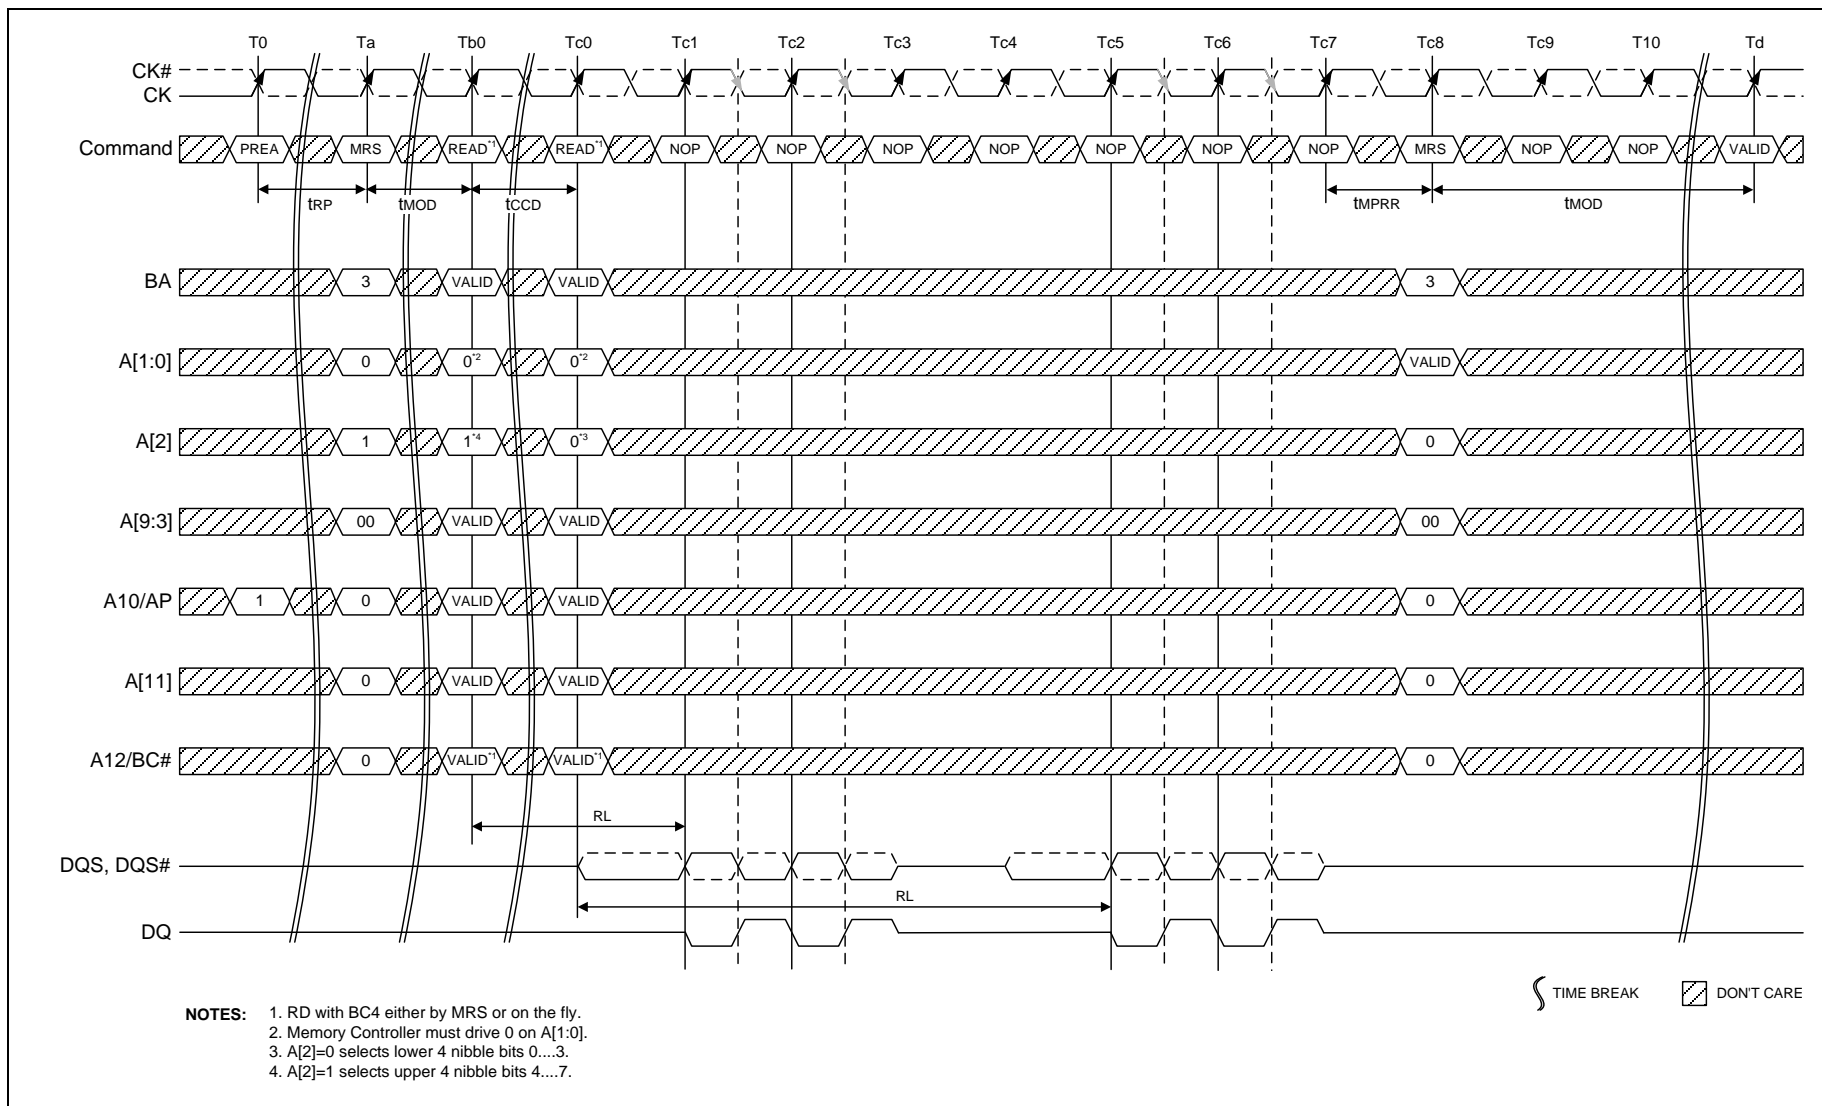 T0 Ta Tb0 Tc0 Tc1 Tc2 Tc3 Tc4 Tc5 Tc6 Tc7 Tc8 Tc9 T10 Td
CK#
CK
Command PREA MRS READ*1 READ*1 NOP NOP NOP NOP NOP NOP NOP MRS NOP NOP VALID
tRP tMOD tCCD tMPRR tMOD
BA 3 VALID VALID 3
A[1:0] 0 0*2 0*2 VALID
A[2] 1 1*4 0*3 0
A[9:3] 00 VALID VALID 00
A10/AP 1 0 VALID VALID 0
A[11] 0 VALID VALID 0
A12/BC# 0 VALID*1 VALID*1 0
RL
DQS, DQS#
RL
DQ
TIME BREAK DON'T CARE
NOTES: 1. RD with BC4 either by MRS or on the fly.
2. Memory Controller must drive 0 on A[1:0].
3. A[2]=0 selects lower 4 nibble bits 0....3.
4. A[2]=1 selects upper 4 nibble bits 4....7.